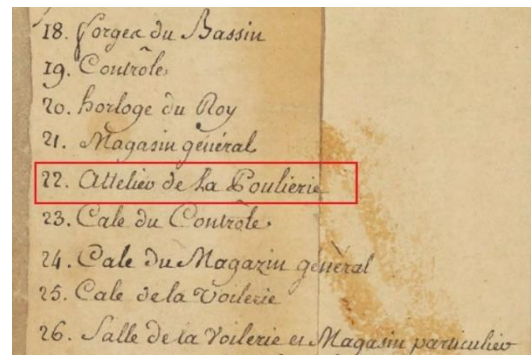 18. Forges du Bassin
19. Controle
20. horloge du Roy
21. Magasin général
22. Attelier de la Poulierie
23. Cale du Controle
24. Cale du Magazin général
25. Cale de la Voilerie
26. Salle de la Voilerie et Magasin particulier